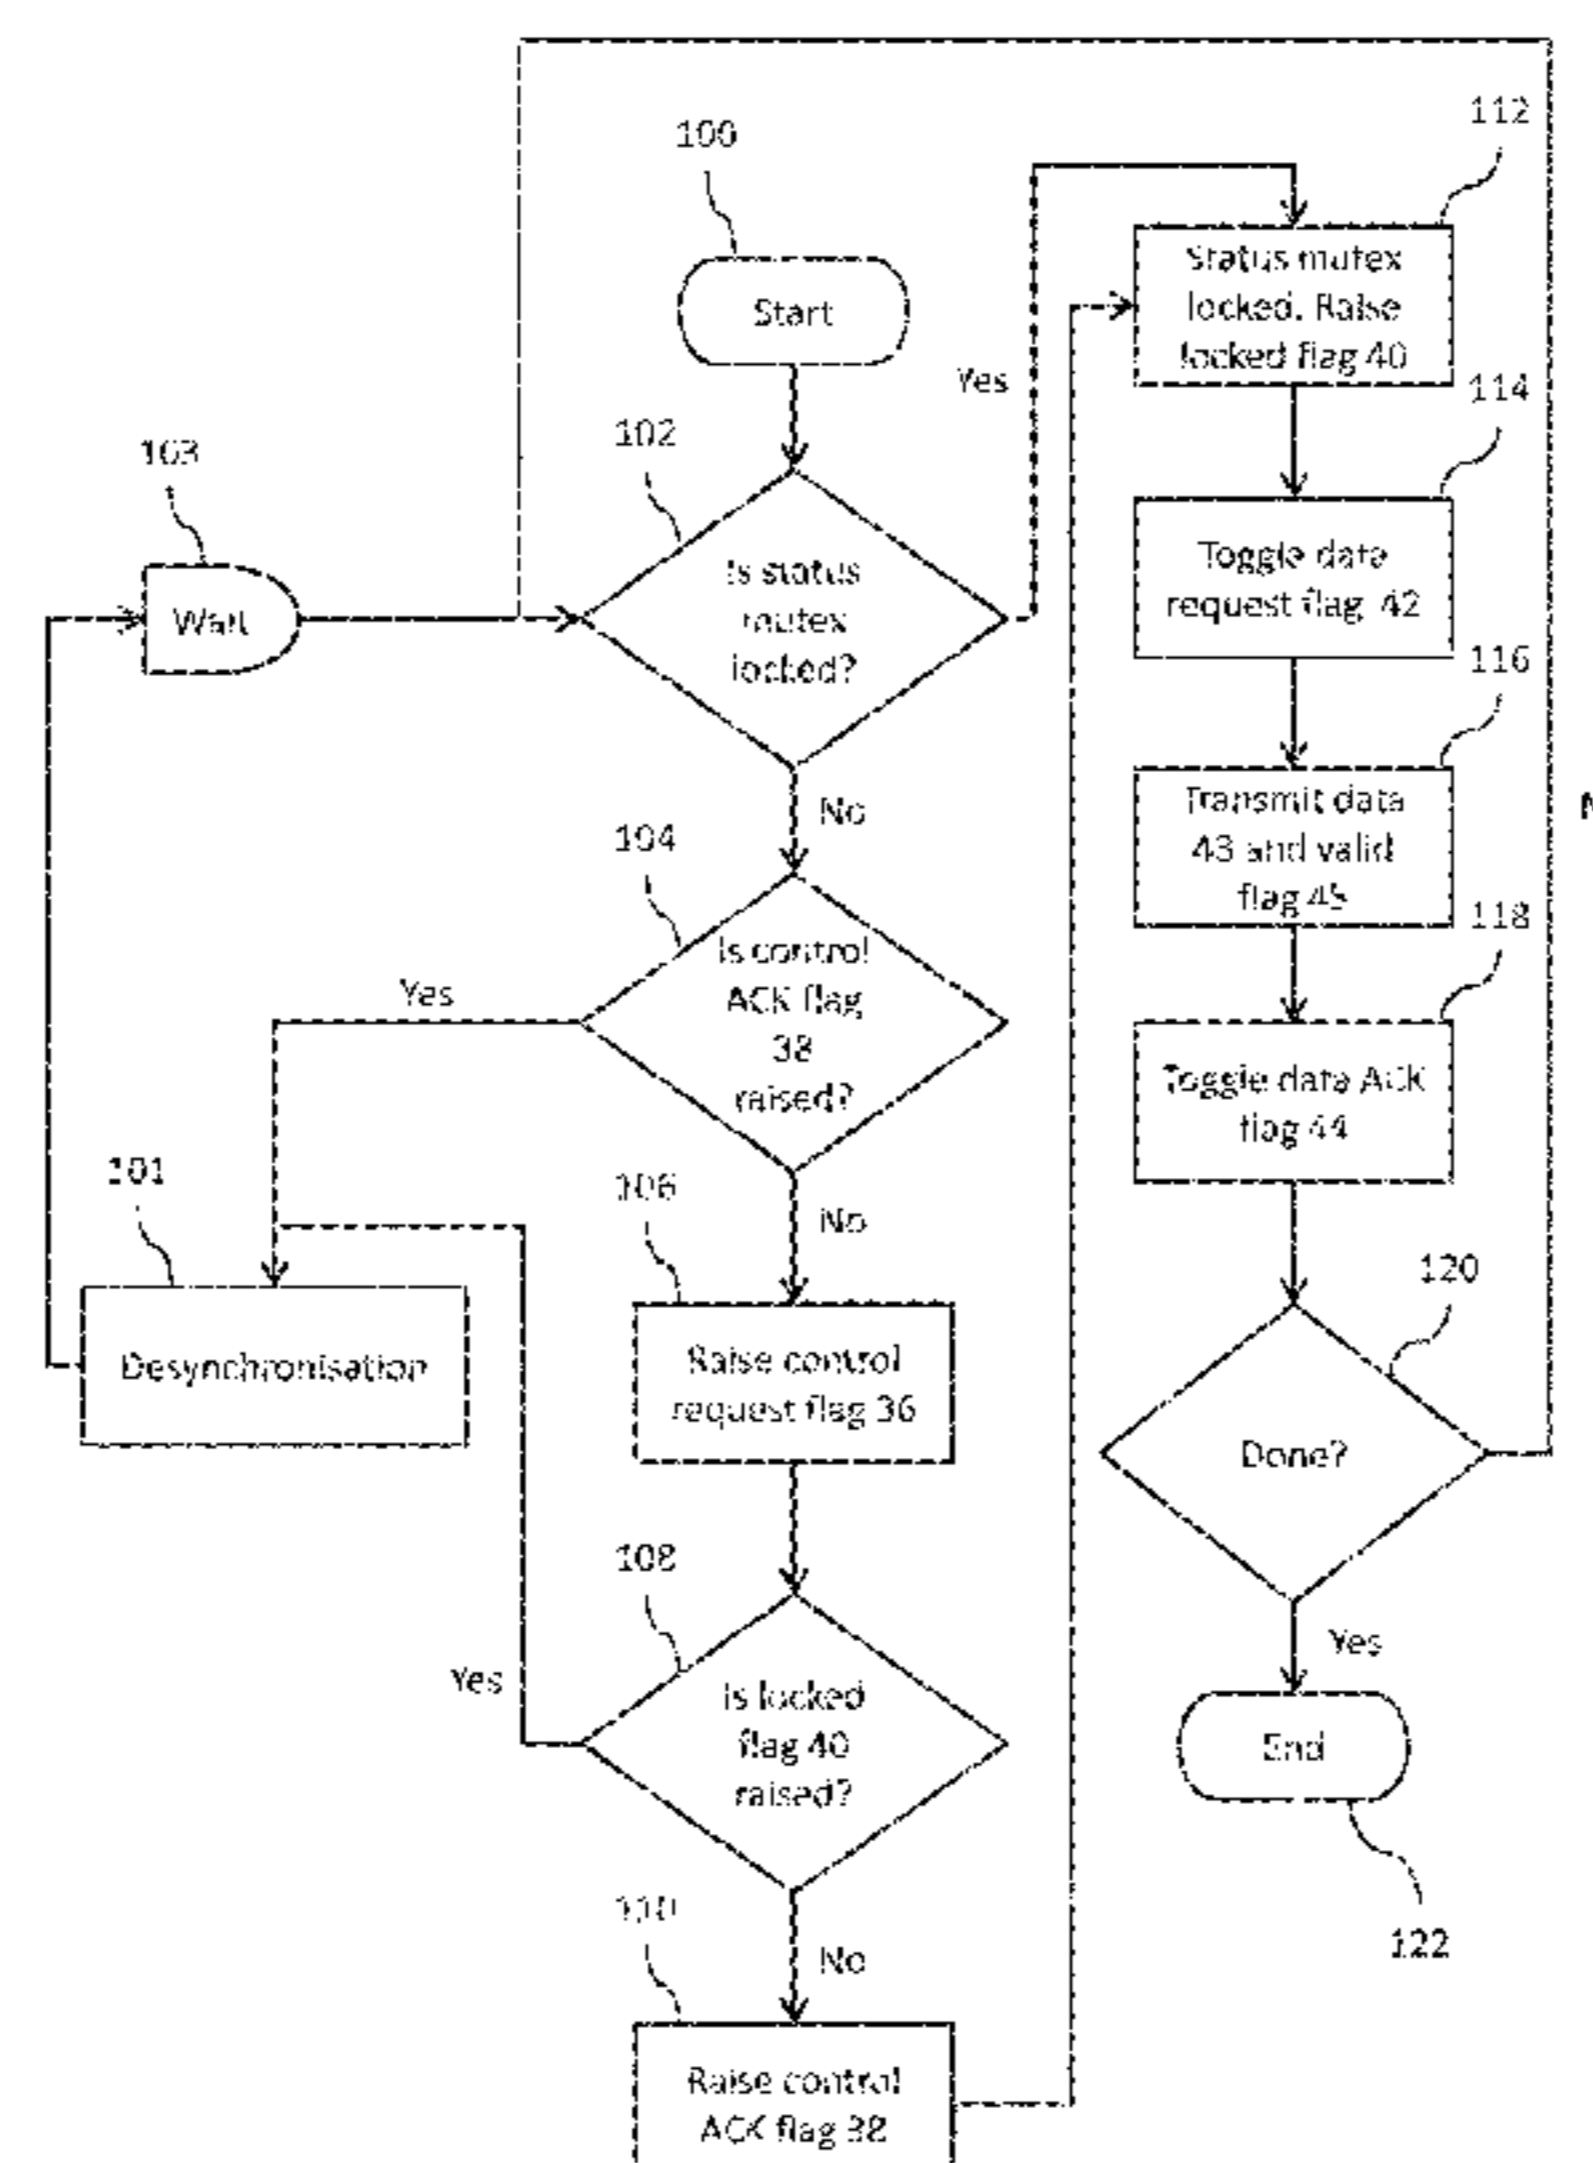 100
Start
102
Is status
mutex
locked?
Yes
No
103
Wait
104
Is control
ACK flag
38
raised?
Yes
No
101
Desynchronisation
106
Raise control
request flag 36
108
Is locked
flag 40
raised?
Yes
No
110
Raise control
ACK flag 38
112
Status mutex
locked. Raise
locked flag 40
114
Toggle data
request flag 42
116
Transmit data
43 and valid
flag 45
118
Toggle data ACK
flag 44
120
Done?
Yes
End
122